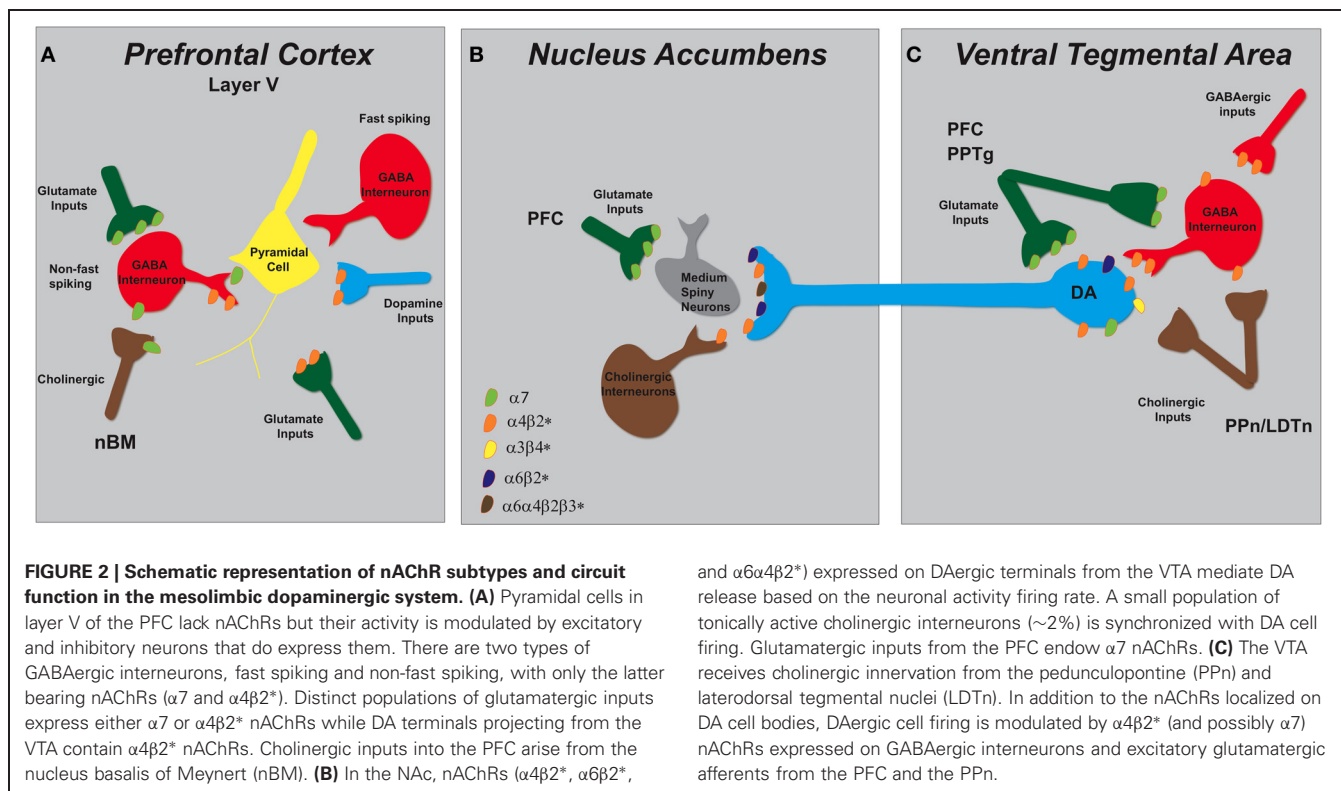 A
Prefrontal Cortex
Layer V
Fast spiking
GABA
Interneuron
Glutamate
Inputs
Pyramidal
Cell
Non-fast
spiking
GABA
Interneuron
Dopamine
Inputs
Cholinergic
nBM
Glutamate
Inputs
B
Nucleus Accumbens
PFC
Glutamate
Inputs
Medium
Spiny
Neurons
Cholinergic
Interneurons
α7
α4β2*
α3β4*
α6β2*
α6α4β2β3*
C
Ventral Tegmental Area
GABAergic
inputs
PFC
PPTg
Glutamate
Inputs
GABA
Interneuron
DA
Cholinergic
Inputs
PPn/LDTn
FIGURE 2 | Schematic representation of nAChR subtypes and circuit
function in the mesolimbic dopaminergic system. (A) Pyramidal cells in
layer V of the PFC lack nAChRs but their activity is modulated by excitatory
and inhibitory neurons that do express them. There are two types of
GABAergic interneurons, fast spiking and non-fast spiking, with only the latter
bearing nAChRs (α7 and α4β2*). Distinct populations of glutamatergic inputs
express either α7 or α4β2* nAChRs while DA terminals projecting from the
VTA contain α4β2* nAChRs. Cholinergic inputs into the PFC arise from the
nucleus basalis of Meynert (nBM). (B) In the NAc, nAChRs (α4β2*, α6β2*,
and α6α4β2*) expressed on DAergic terminals from the VTA mediate DA
release based on the neuronal activity firing rate. A small population of
tonically active cholinergic interneurons (∼2%) is synchronized with DA cell
firing. Glutamatergic inputs from the PFC endow α7 nAChRs. (C) The VTA
receives cholinergic innervation from the pedunculopontine (PPn) and
laterodorsal tegmental nuclei (LDTn). In addition to the nAChRs localized on
DA cell bodies, DAergic cell firing is modulated by α4β2* (and possibly α7)
nAChRs expressed on GABAergic interneurons and excitatory glutamatergic
afferents from the PFC and the PPn.